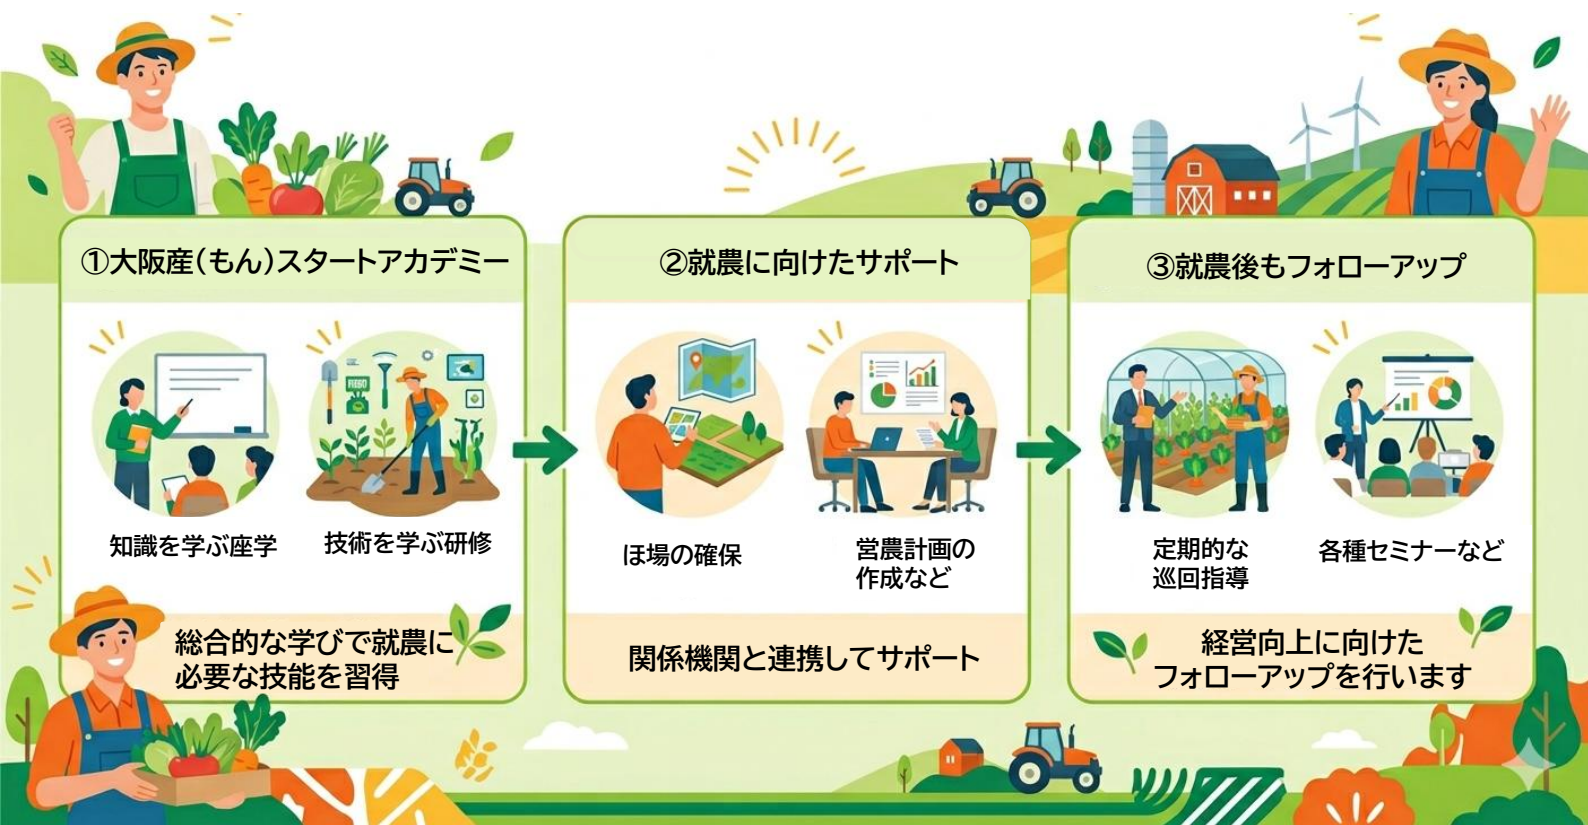 ①大阪産(もん)スタートアカデミー
知識を学ぶ座学
技術を学ぶ研修
総合的な学びで就農に
必要な技能を習得
②就農に向けたサポート
ほ場の確保
営農計画の
作成など
関係機関と連携してサポート
③就農後もフォローアップ
定期的な
巡回指導
各種セミナーなど
経営向上に向けた
フォローアップを行います